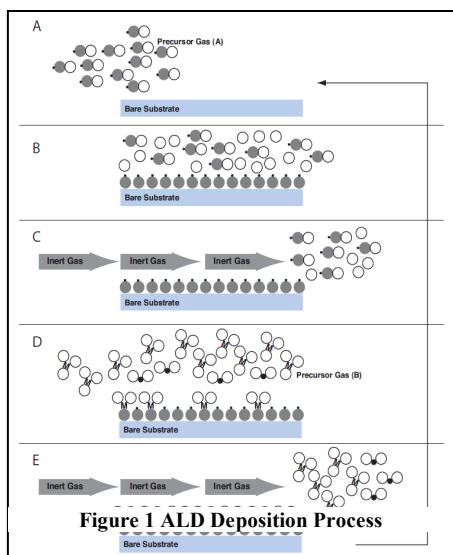 A
Precursor Gas (A)
Bare Substrate
B
Bare Substrate
C
Inert Gas Inert Gas Inert Gas
Bare Substrate
D
M M M M M M M M
Precursor Gas (B)
M M M M
Bare Substrate
E
Inert Gas Inert Gas Inert Gas
M M M M M
Figure 1 ALD Deposition Process
Bare Substrate